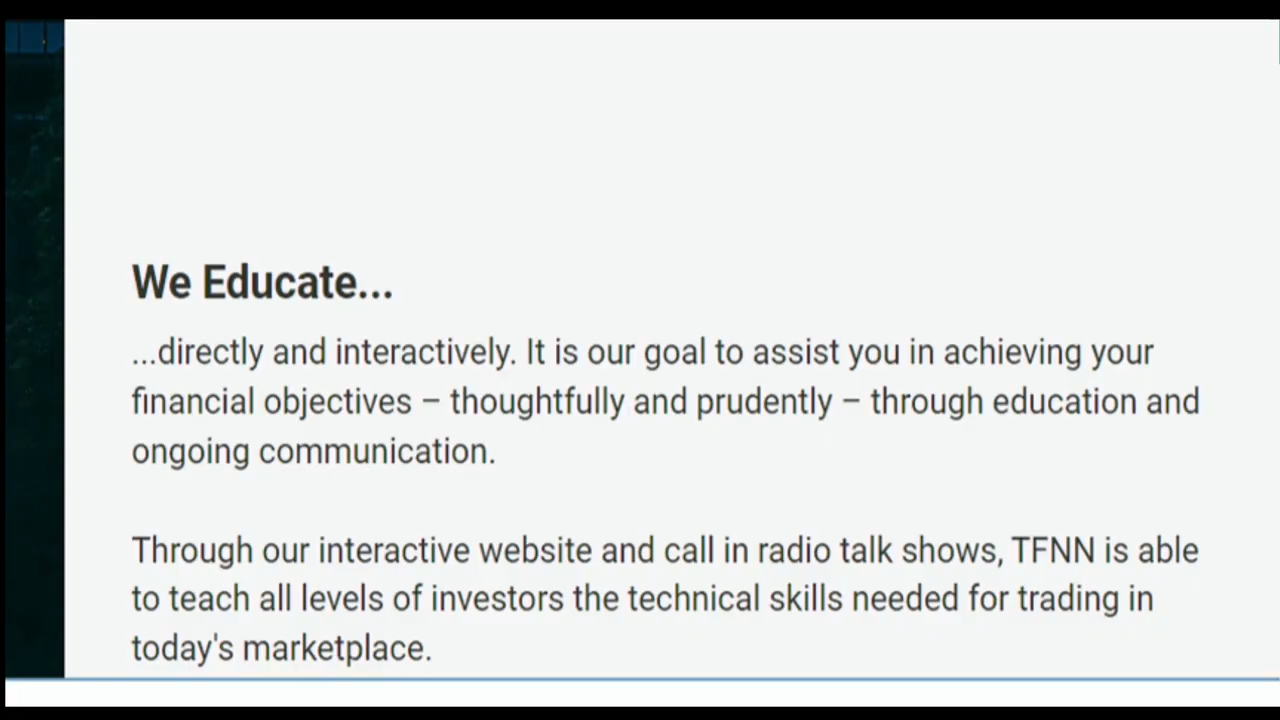 We Educate...
...directly and interactively. It is our goal to assist you in achieving your
financial objectives – thoughtfully and prudently – through education and
ongoing communication.
Through our interactive website and call in radio talk shows, TFNN is able
to teach all levels of investors the technical skills needed for trading in
today's marketplace.